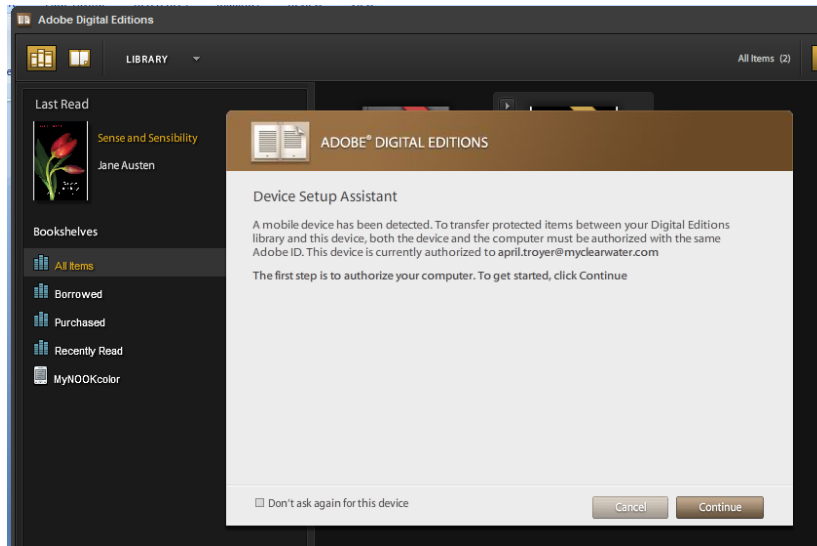 Adobe Digital Editions
LIBRARY
All Items (2)
Last Read
Sense and Sensibility
Jane Austen
Bookshelves
All Items
Borrowed
Purchased
Recently Read
MyNOOKcolor
ADOBE® DIGITAL EDITIONS
Device Setup Assistant
A mobile device has been detected. To transfer protected items between your Digital Editions
library and this device, both the device and the computer must be authorized with the same
Adobe ID. This device is currently authorized to april.troyer@myclearwater.com
The first step is to authorize your computer. To get started, click Continue
Don't ask again for this device
Cancel
Continue